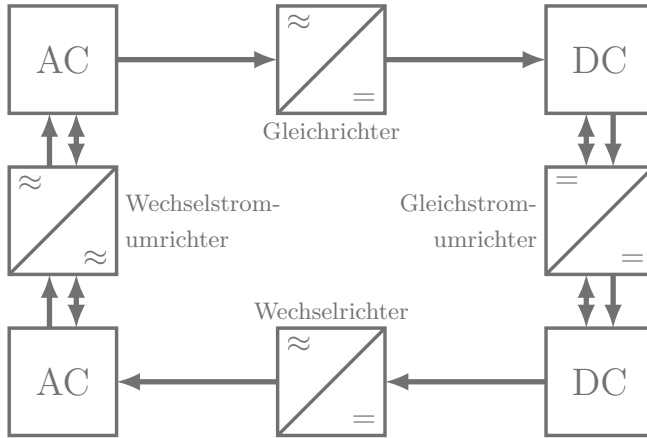 AC
≈
=
DC
Gleichrichter
≈
≈
Wechselstrom-
umrichter
Gleichstrom-
umrichter
=
=
Wechselrichter
AC
≈
=
DC